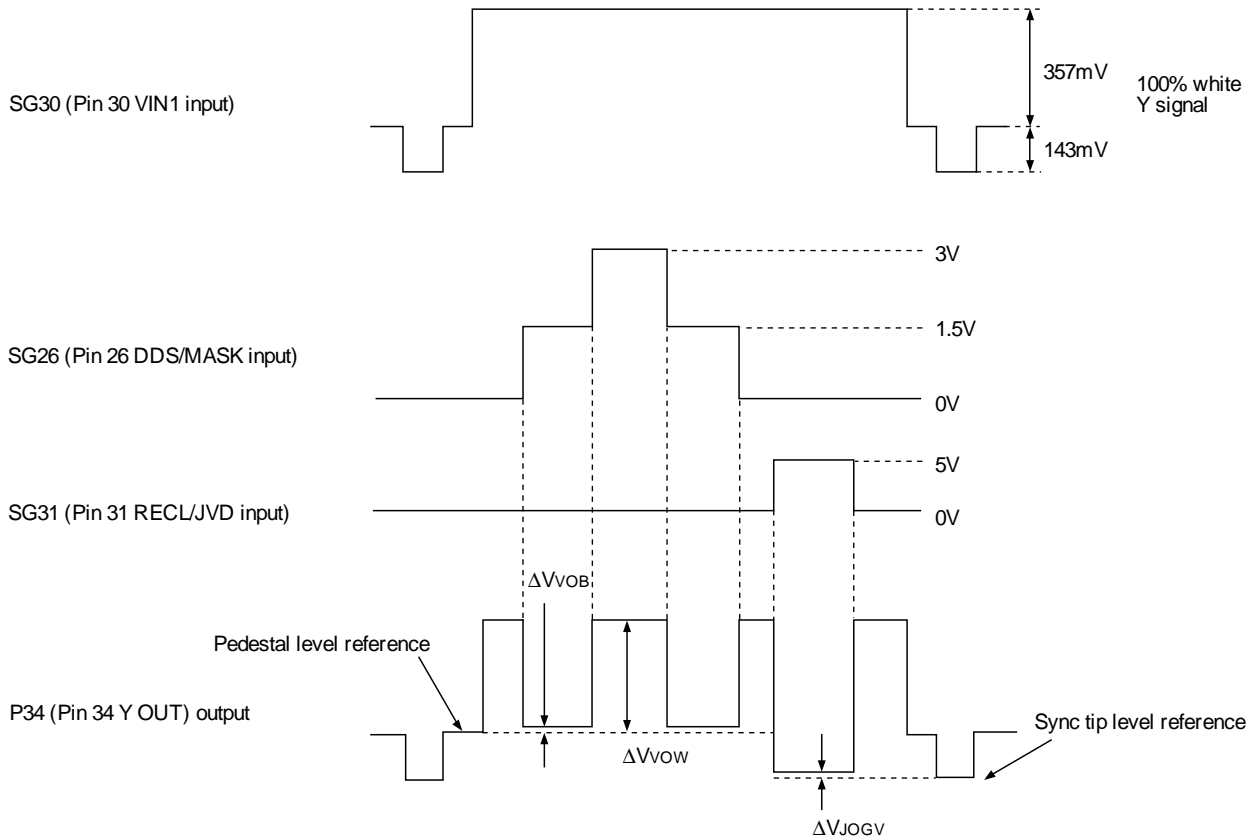 SG30 (Pin 30 VIN1 input)
357mV
100% white
Y signal
143mV
3V
1.5V
SG26 (Pin 26 DDS/MASK input)
0V
5V
SG31 (Pin 31 RECL/JVD input)
0V
ΔVVOB
Pedestal level reference
P34 (Pin 34 Y OUT) output
Sync tip level reference
ΔVVOW
ΔVJOGV